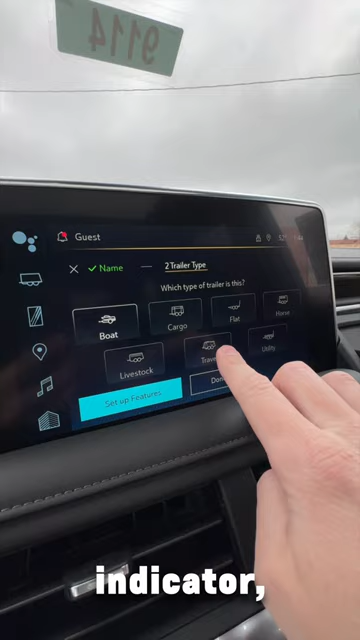 9114
Guest
Name
2 Trailer Type
Which type of trailer is this?
Boat
Cargo
Flat
Horse
Livestock
Utility
Set up Features
indicator,